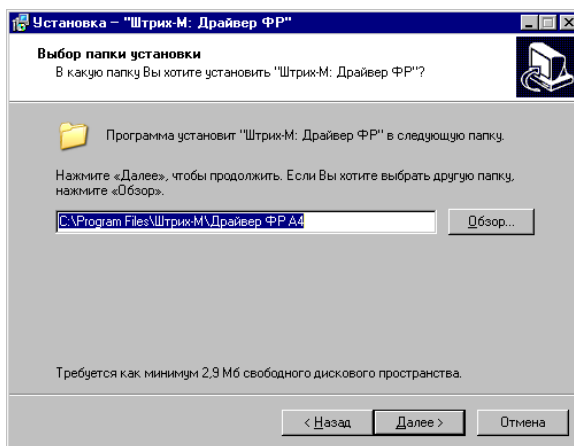 Установка – "Штрих-М: Драйвер ФР"
Выбор папки установки
В какую папку Вы хотите установить "Штрих-М: Драйвер ФР"?
Программа установит "Штрих-М: Драйвер ФР" в следующую папку.
Нажмите «Далее», чтобы продолжить. Если Вы хотите выбрать другую папку,
нажмите «Обзор».
C:\Program Files\Штрих-М\Драйвер ФР А4
Обзор...
Требуется как минимум 2,9 Мб свободного дискового пространства.
< Назад
Далее >
Отмена